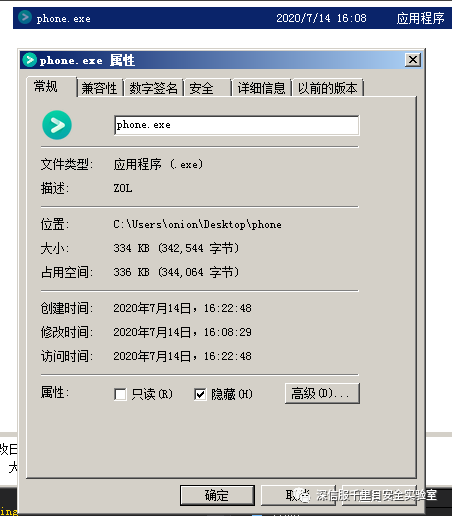 phone.exe 2020/7/14 16:08 应用程序
phone.exe 属性
常规 兼容性 数字签名 安全 详细信息 以前的版本
phone.exe
文件类型: 应用程序 (.exe)
描述: ZOL
位置: C:\Users\onion\Desktop\phone
大小: 334 KB (342,544 字节)
占用空间: 336 KB (344,064 字节)
创建时间: 2020年7月14日，16:22:48
修改时间: 2020年7月14日，16:08:29
访问时间: 2020年7月14日，16:22:48
属性: 只读(R) 隐藏(H) 高级(D)...
改日
大
确定 取消
深信服千里目安全实验室
ing